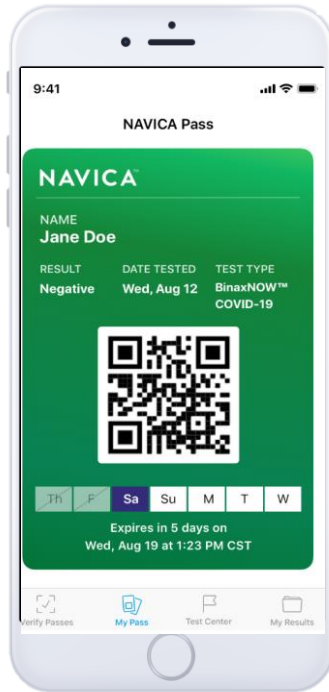 9:41
NAVICA Pass
NAVICA™
NAME
Jane Doe
RESULT DATE TESTED TEST TYPE
Negative Wed, Aug 12 BinaxNOW™
COVID-19
Th F Sa Su M T W
Expires in 5 days on
Wed, Aug 19 at 1:23 PM CST
Verify Passes My Pass Test Center My Results